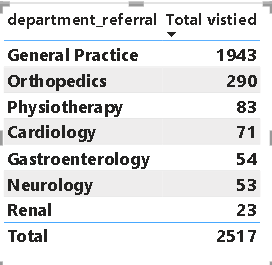 department_referral Total vistied
General Practice 1943
Orthopedics 290
Physiotherapy 83
Cardiology 71
Gastroenterology 54
Neurology 53
Renal 23
Total 2517